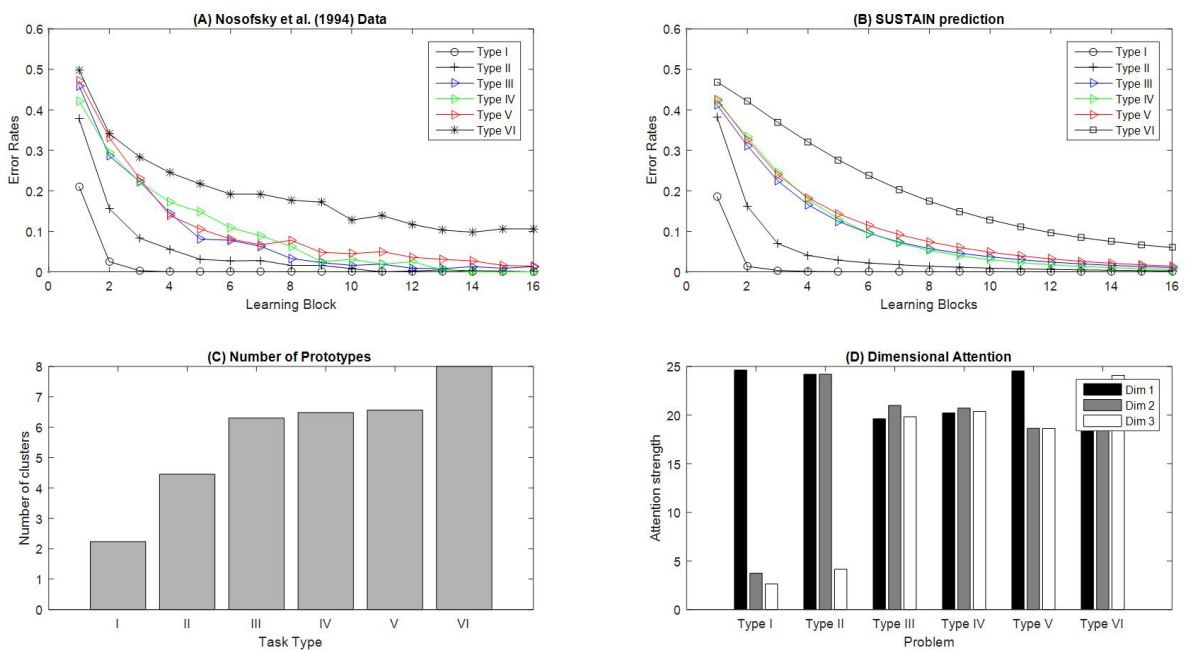 (A) Nosofsky et al. (1994) Data
0.6
0.5
0.4
0.3
0.2
0.1
0
Error Rates
0 2 4 6 8 10 12 14 16
Learning Block
Type I
Type II
Type III
Type IV
Type V
Type VI
(B) SUSTAIN prediction
0.6
0.5
0.4
0.3
0.2
0.1
0
Error Rates
0 2 4 6 8 10 12 14 16
Learning Blocks
Type I
Type II
Type III
Type IV
Type V
Type VI
(C) Number of Prototypes
8
7
6
5
4
3
2
1
0
Number of clusters
I II III IV V VI
Task Type
(D) Dimensional Attention
25
20
15
10
5
0
Attention strength
Type I Type II Type III Type IV Type V Type VI
Problem
Dim 1
Dim 2
Dim 3